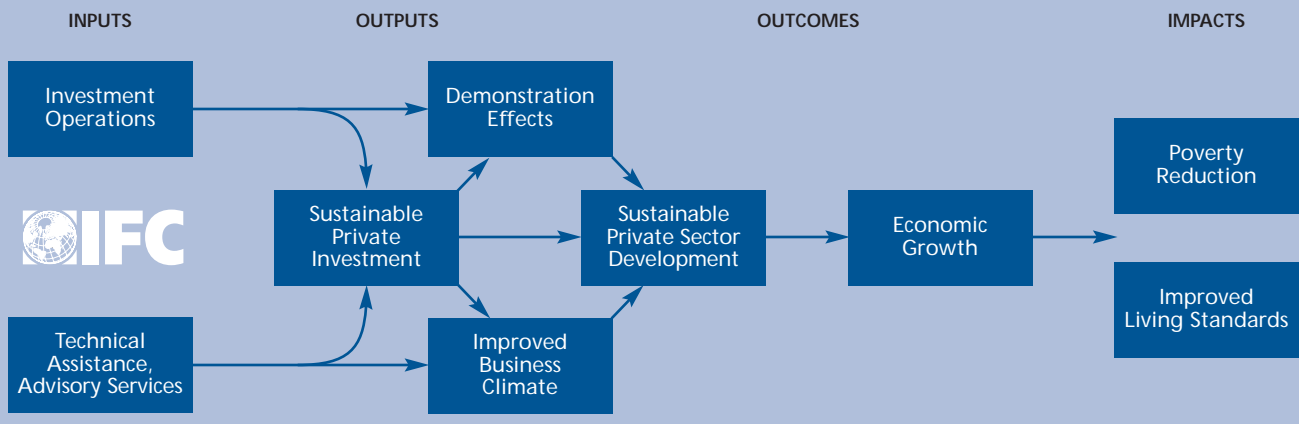 INPUTS
OUTPUTS
OUTCOMES
IMPACTS
Investment
Operations
Demonstration
Effects
Poverty
Reduction
IFC
Sustainable
Private
Investment
Sustainable
Private Sector
Development
Economic
Growth
Technical
Assistance,
Advisory Services
Improved
Business
Climate
Improved
Living Standards